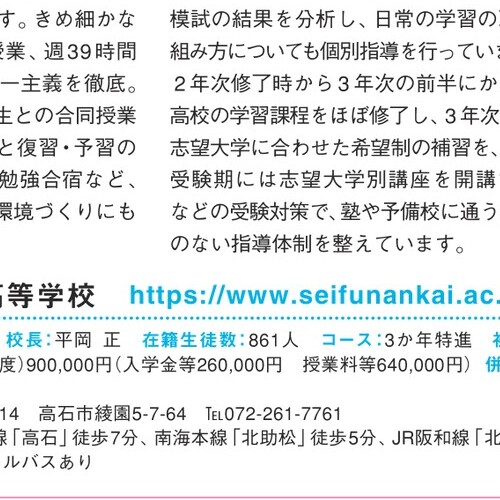 す。きめ細かな
授業、週39時間
一主義を徹底。
生との合同授業
と復習・予習の
勉強合宿など、
環境づくりにも
模試の結果を分析し、日常の学習の
組み方についても個別指導を行ってい
２年次修了時から３年次の前半にか
高校の学習課程をほぼ修了し、３年次
志望大学に合わせた希望制の補習を、
受験期には志望大学別講座を開講
などの受験対策で、塾や予備校に通う
のない指導体制を整えています。
高等学校 https://www.seifunankai.ac.
校長：平岡 正 在籍生徒数：861人 コース：3か年特進
度）900,000円（入学金等260,000円 授業料等640,000円） 併
14 高石市綾園5-7-64 ℡072-261-7761
線「高石」徒歩7分、南海本線「北助松」徒歩5分、JR阪和線「北
ールバスあり